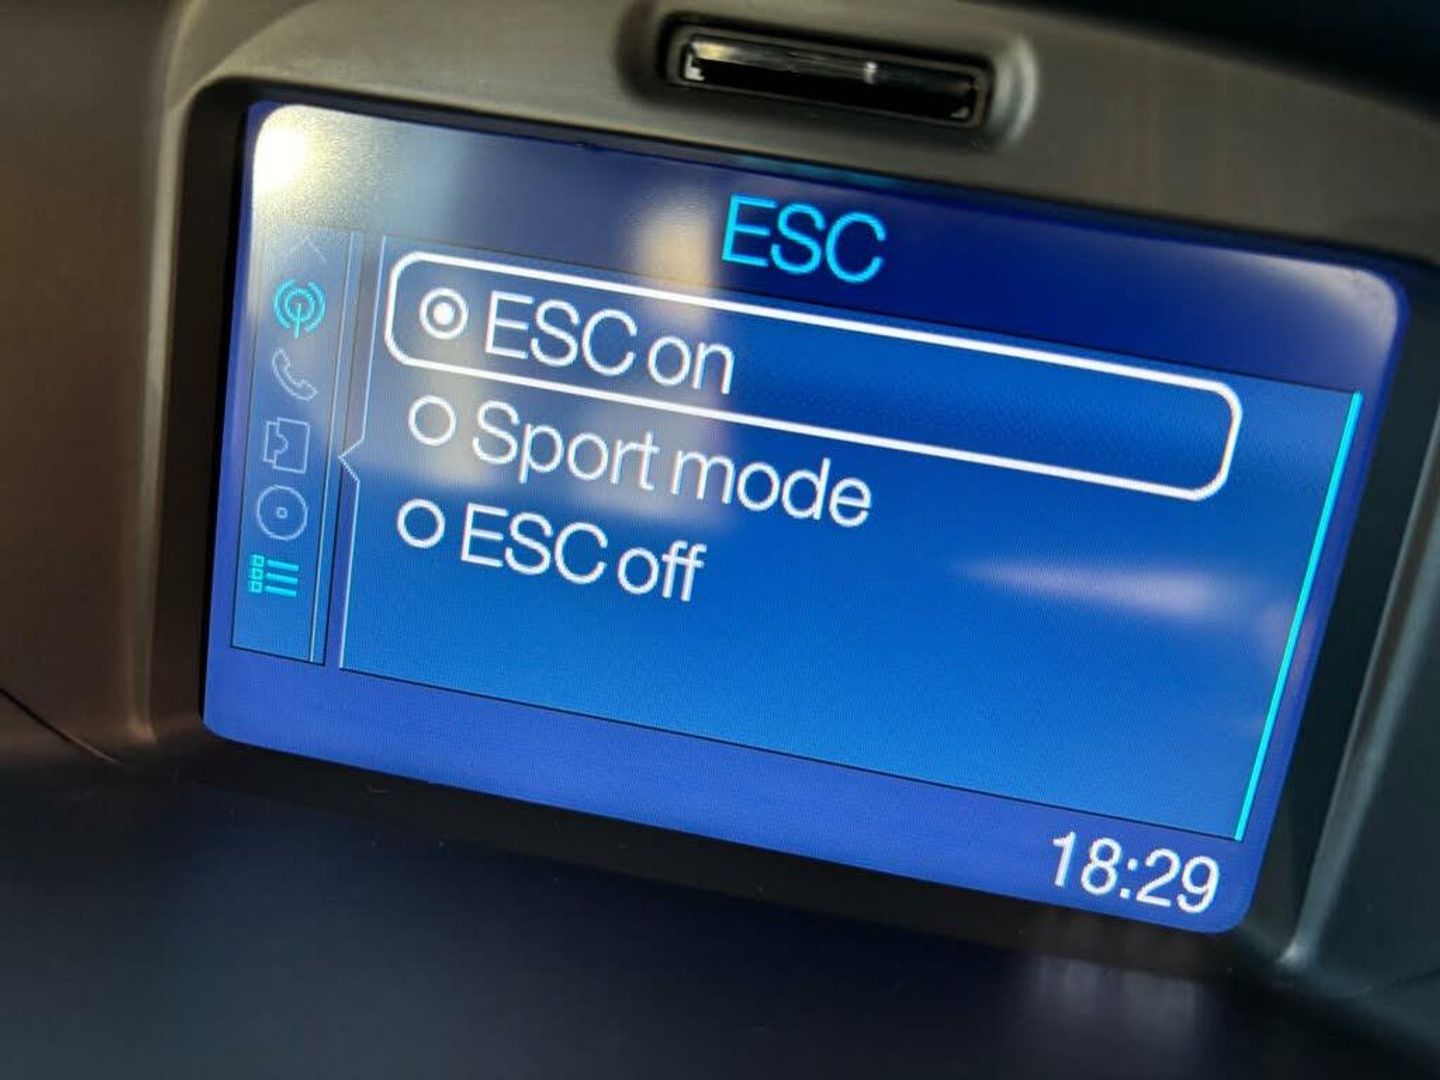 ESC
ESC on
Sport mode
ESC off
18:29